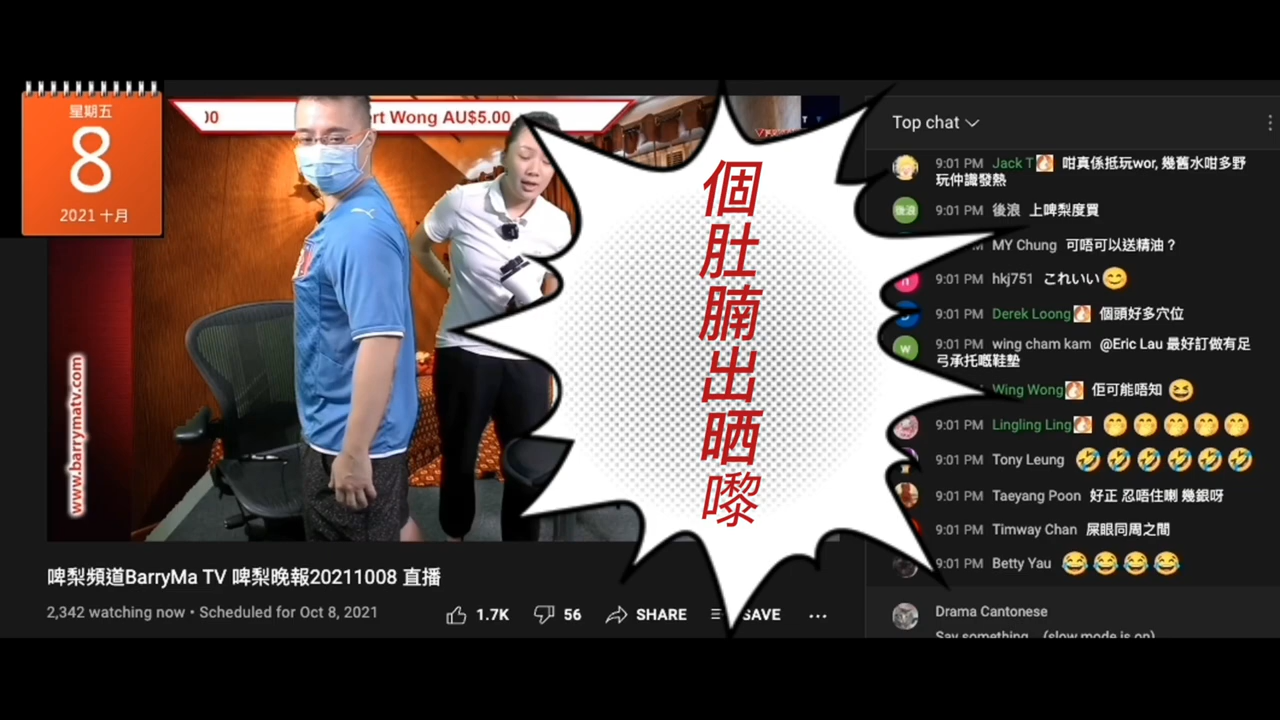 星期五
8
2021 十月
00
rt Wong AU$5.00
www.barrymatv.com
個肚腩出晒嚟
啤梨頻道BarryMa TV 啤梨晚報20211008 直播
2,342 watching now • Scheduled for Oct 8, 2021
1.7K
56
SHARE
SAVE
Top chat
9:01 PM Jack T 咁真係抵玩wor, 幾舊水咁多野
玩仲識發熱
9:01 PM 後浪 上啤梨度買
後浪
M MY Chung 可唔可以送精油？
9:01 PM hkj751 これいい😊
9:01 PM Derek Loong 個頭好多穴位
W
9:01 PM wing cham kam @Eric Lau 最好訂做有足
弓承托嘅鞋墊
Wing Wong 佢可能唔知 😆
9:01 PM Lingling Ling 🤭🤭🤭🤭🤭
9:01 PM Tony Leung 🤣🤣🤣🤣🤣🤣
9:01 PM Taeyang Poon 好正 忍唔住喇 幾銀呀
9:01 PM Timway Chan 屎眼同周之間
9:01 PM Betty Yau 😂😂😂😂
Drama Cantonese
Say something... (slow mode is on)